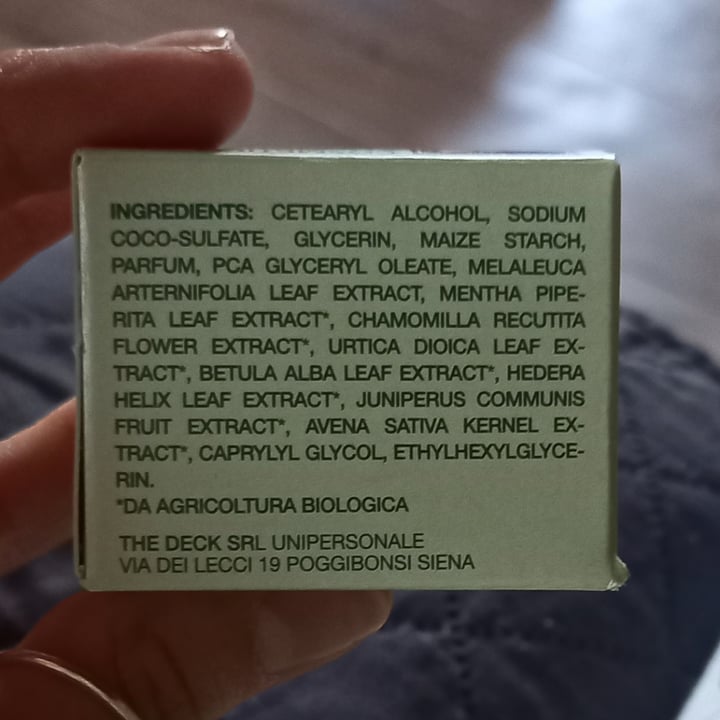 INGREDIENTS: CETEARYL ALCOHOL, SODIUM
COCO-SULFATE, GLYCERIN, MAIZE STARCH,
PARFUM, PCA GLYCERYL OLEATE, MELALEUCA
ARTERNIFOLIA LEAF EXTRACT, MENTHA PIPE-
RITA LEAF EXTRACT*, CHAMOMILLA RECUTITA
FLOWER EXTRACT*, URTICA DIOICA LEAF EX-
TRACT*, BETULA ALBA LEAF EXTRACT*, HEDERA
HELIX LEAF EXTRACT*, JUNIPERUS COMMUNIS
FRUIT EXTRACT*, AVENA SATIVA KERNEL EX-
TRACT*, CAPRYLYL GLYCOL, ETHYLHEXYLGLYCE-
RIN.
*DA AGRICOLTURA BIOLOGICA
THE DECK SRL UNIPERSONALE
VIA DEI LECCI 19 POGGIBONSI SIENA